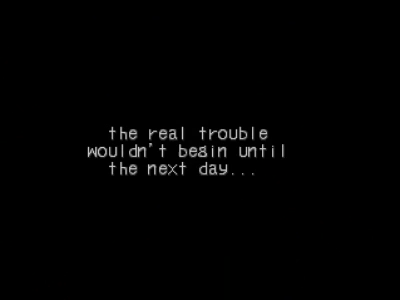 the real trouble
wouldn't begin until
the next day...